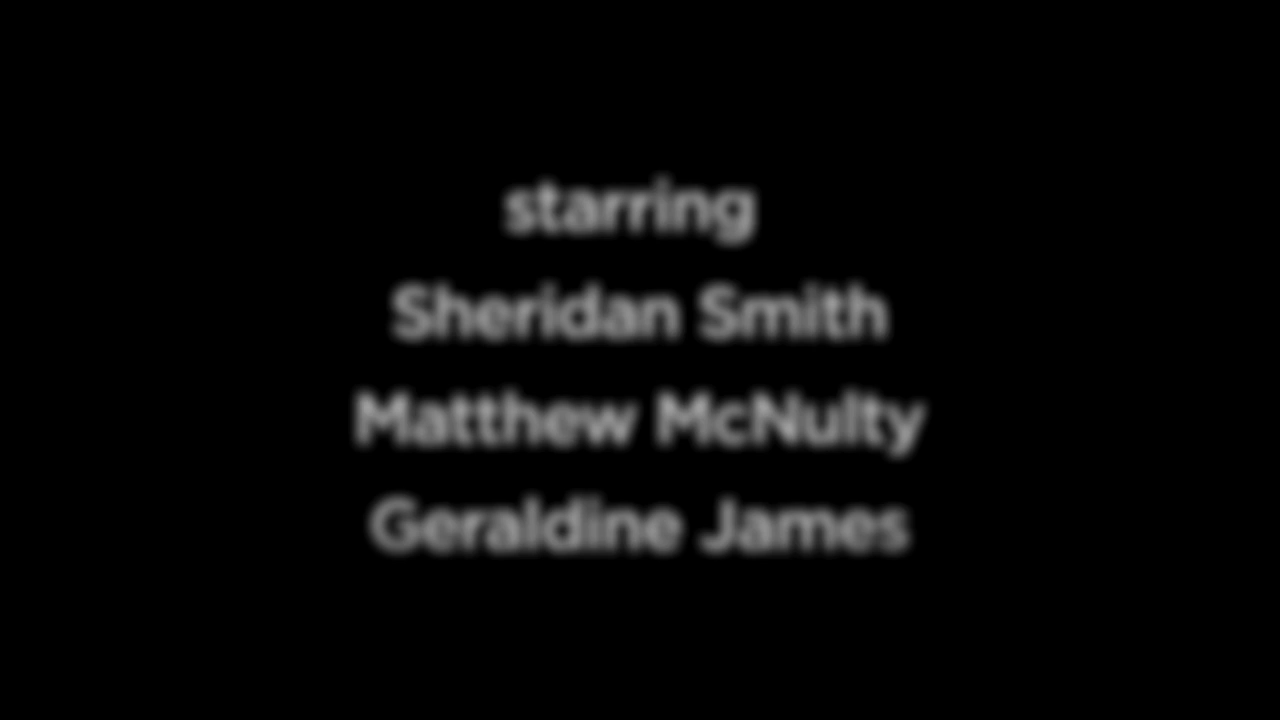 starring
Sheridan Smith
Matthew McNulty
Geraldine James